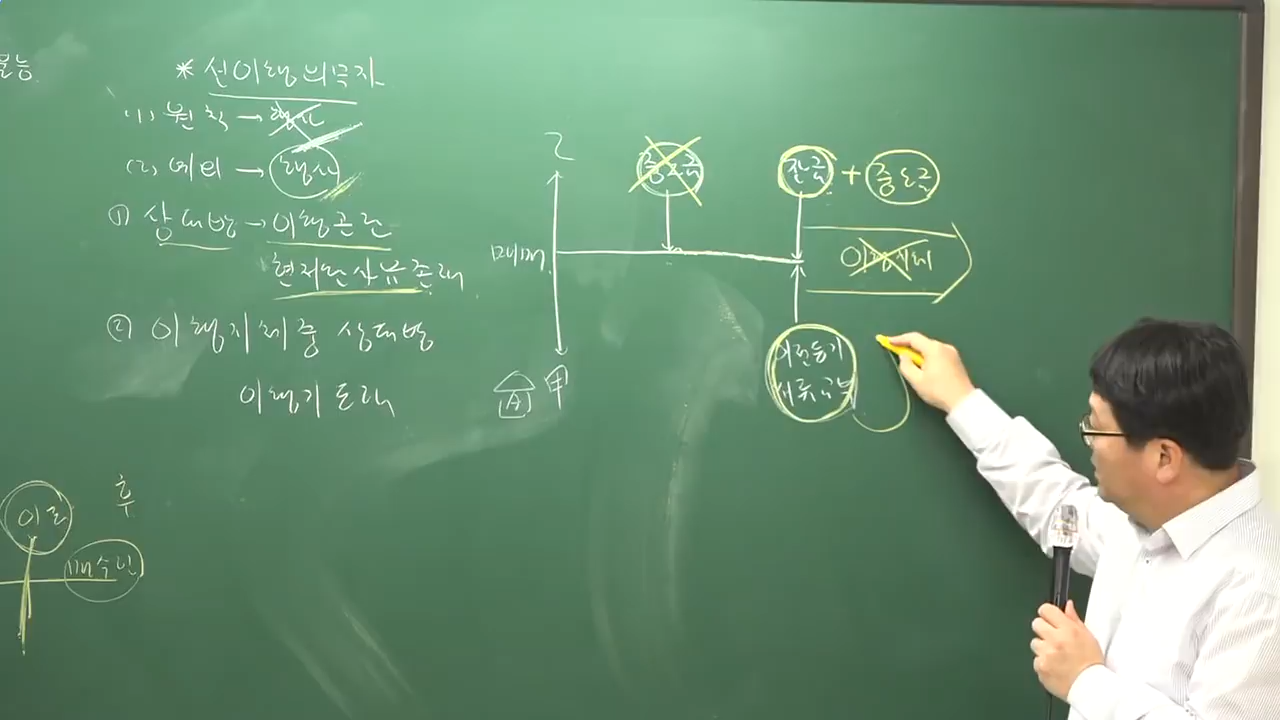 불능.
* 선이행의무자
(1) 원칙 → 행사
(2) 예외 → 행사
① 상대방 → 이행곤란
현저한 사유 존재
② 이행지체 중 상대방
이행기 도래
乙
중도금
잔금 + 중도금
매매
이행지체
이전등기
서류교부
A 甲
후
매수인